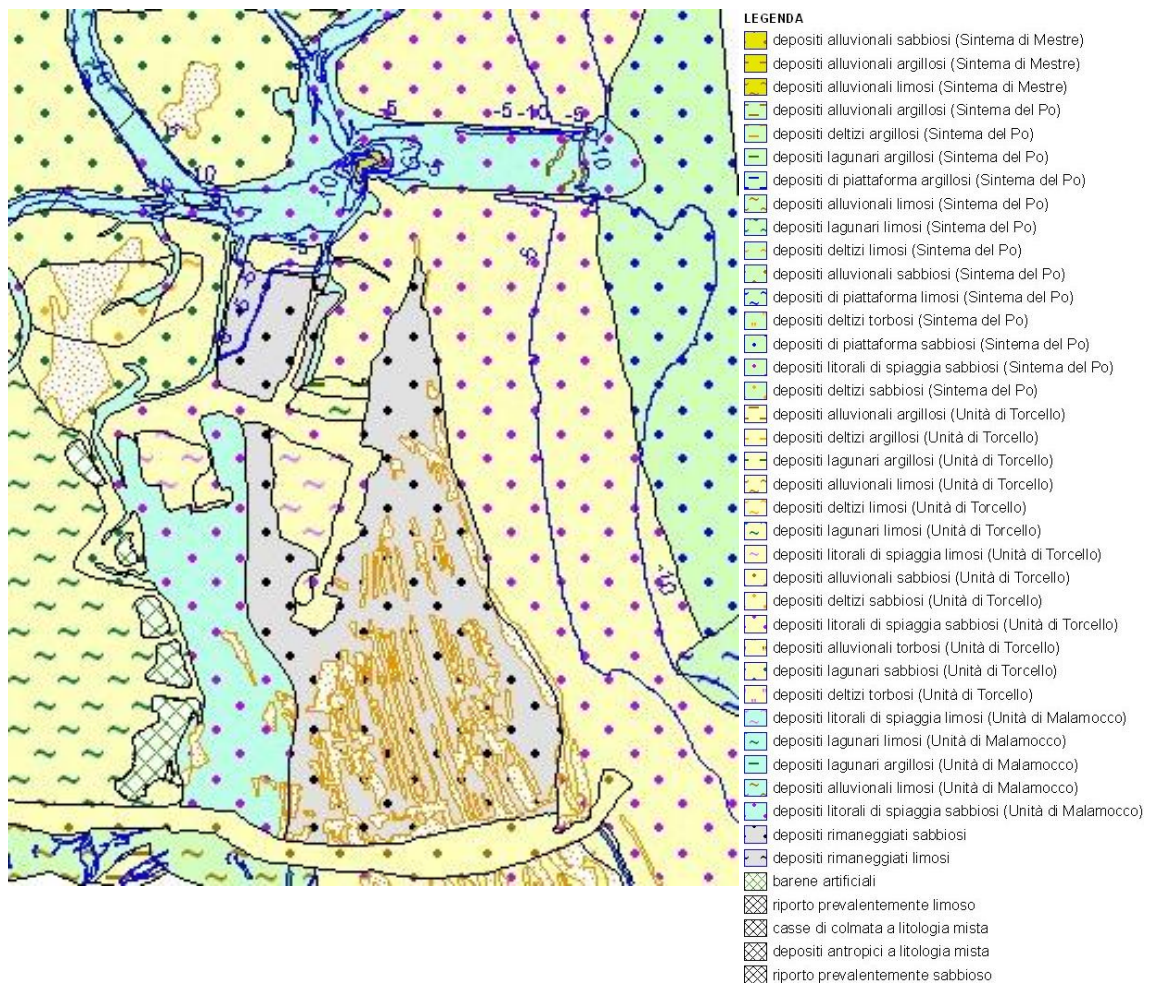 LEGENDA
depositi alluvionali sabbiosi (Sintema di Mestre)
depositi alluvionali argillosi (Sintema di Mestre)
depositi alluvionali limosi (Sintema di Mestre)
depositi alluvionali argillosi (Sintema del Po)
depositi deltizi argillosi (Sintema del Po)
depositi lagunari argillosi (Sintema del Po)
depositi di piattaforma argillosi (Sintema del Po)
depositi alluvionali limosi (Sintema del Po)
depositi lagunari limosi (Sintema del Po)
depositi deltizi limosi (Sintema del Po)
depositi alluvionali sabbiosi (Sintema del Po)
depositi di piattaforma limosi (Sintema del Po)
depositi deltizi torbosi (Sintema del Po)
depositi di piattaforma sabbiosi (Sintema del Po)
depositi litorali di spiaggia sabbiosi (Sintema del Po)
depositi deltizi sabbiosi (Sintema del Po)
depositi alluvionali argillosi (Unità di Torcello)
depositi deltizi argillosi (Unità di Torcello)
depositi lagunari argillosi (Unità di Torcello)
depositi alluvionali limosi (Unità di Torcello)
depositi deltizi limosi (Unità di Torcello)
depositi lagunari limosi (Unità di Torcello)
depositi litorali di spiaggia limosi (Unità di Torcello)
depositi alluvionali sabbiosi (Unità di Torcello)
depositi deltizi sabbiosi (Unità di Torcello)
depositi litorali di spiaggia sabbiosi (Unità di Torcello)
depositi alluvionali torbosi (Unità di Torcello)
depositi lagunari sabbiosi (Unità di Torcello)
depositi deltizi torbosi (Unità di Torcello)
depositi litorali di spiaggia limosi (Unità di Malamocco)
depositi lagunari limosi (Unità di Malamocco)
depositi lagunari argillosi (Unità di Malamocco)
depositi alluvionali limosi (Unità di Malamocco)
depositi litorali di spiaggia sabbiosi (Unità di Malamocco)
depositi rimaneggiati sabbiosi
depositi rimaneggiati limosi
barene artificiali
riporto prevalentemente limoso
casse di colmata a litologia mista
depositi antropici a litologia mista
riporto prevalentemente sabbioso
-5 -10 -5
-10
-5
-10